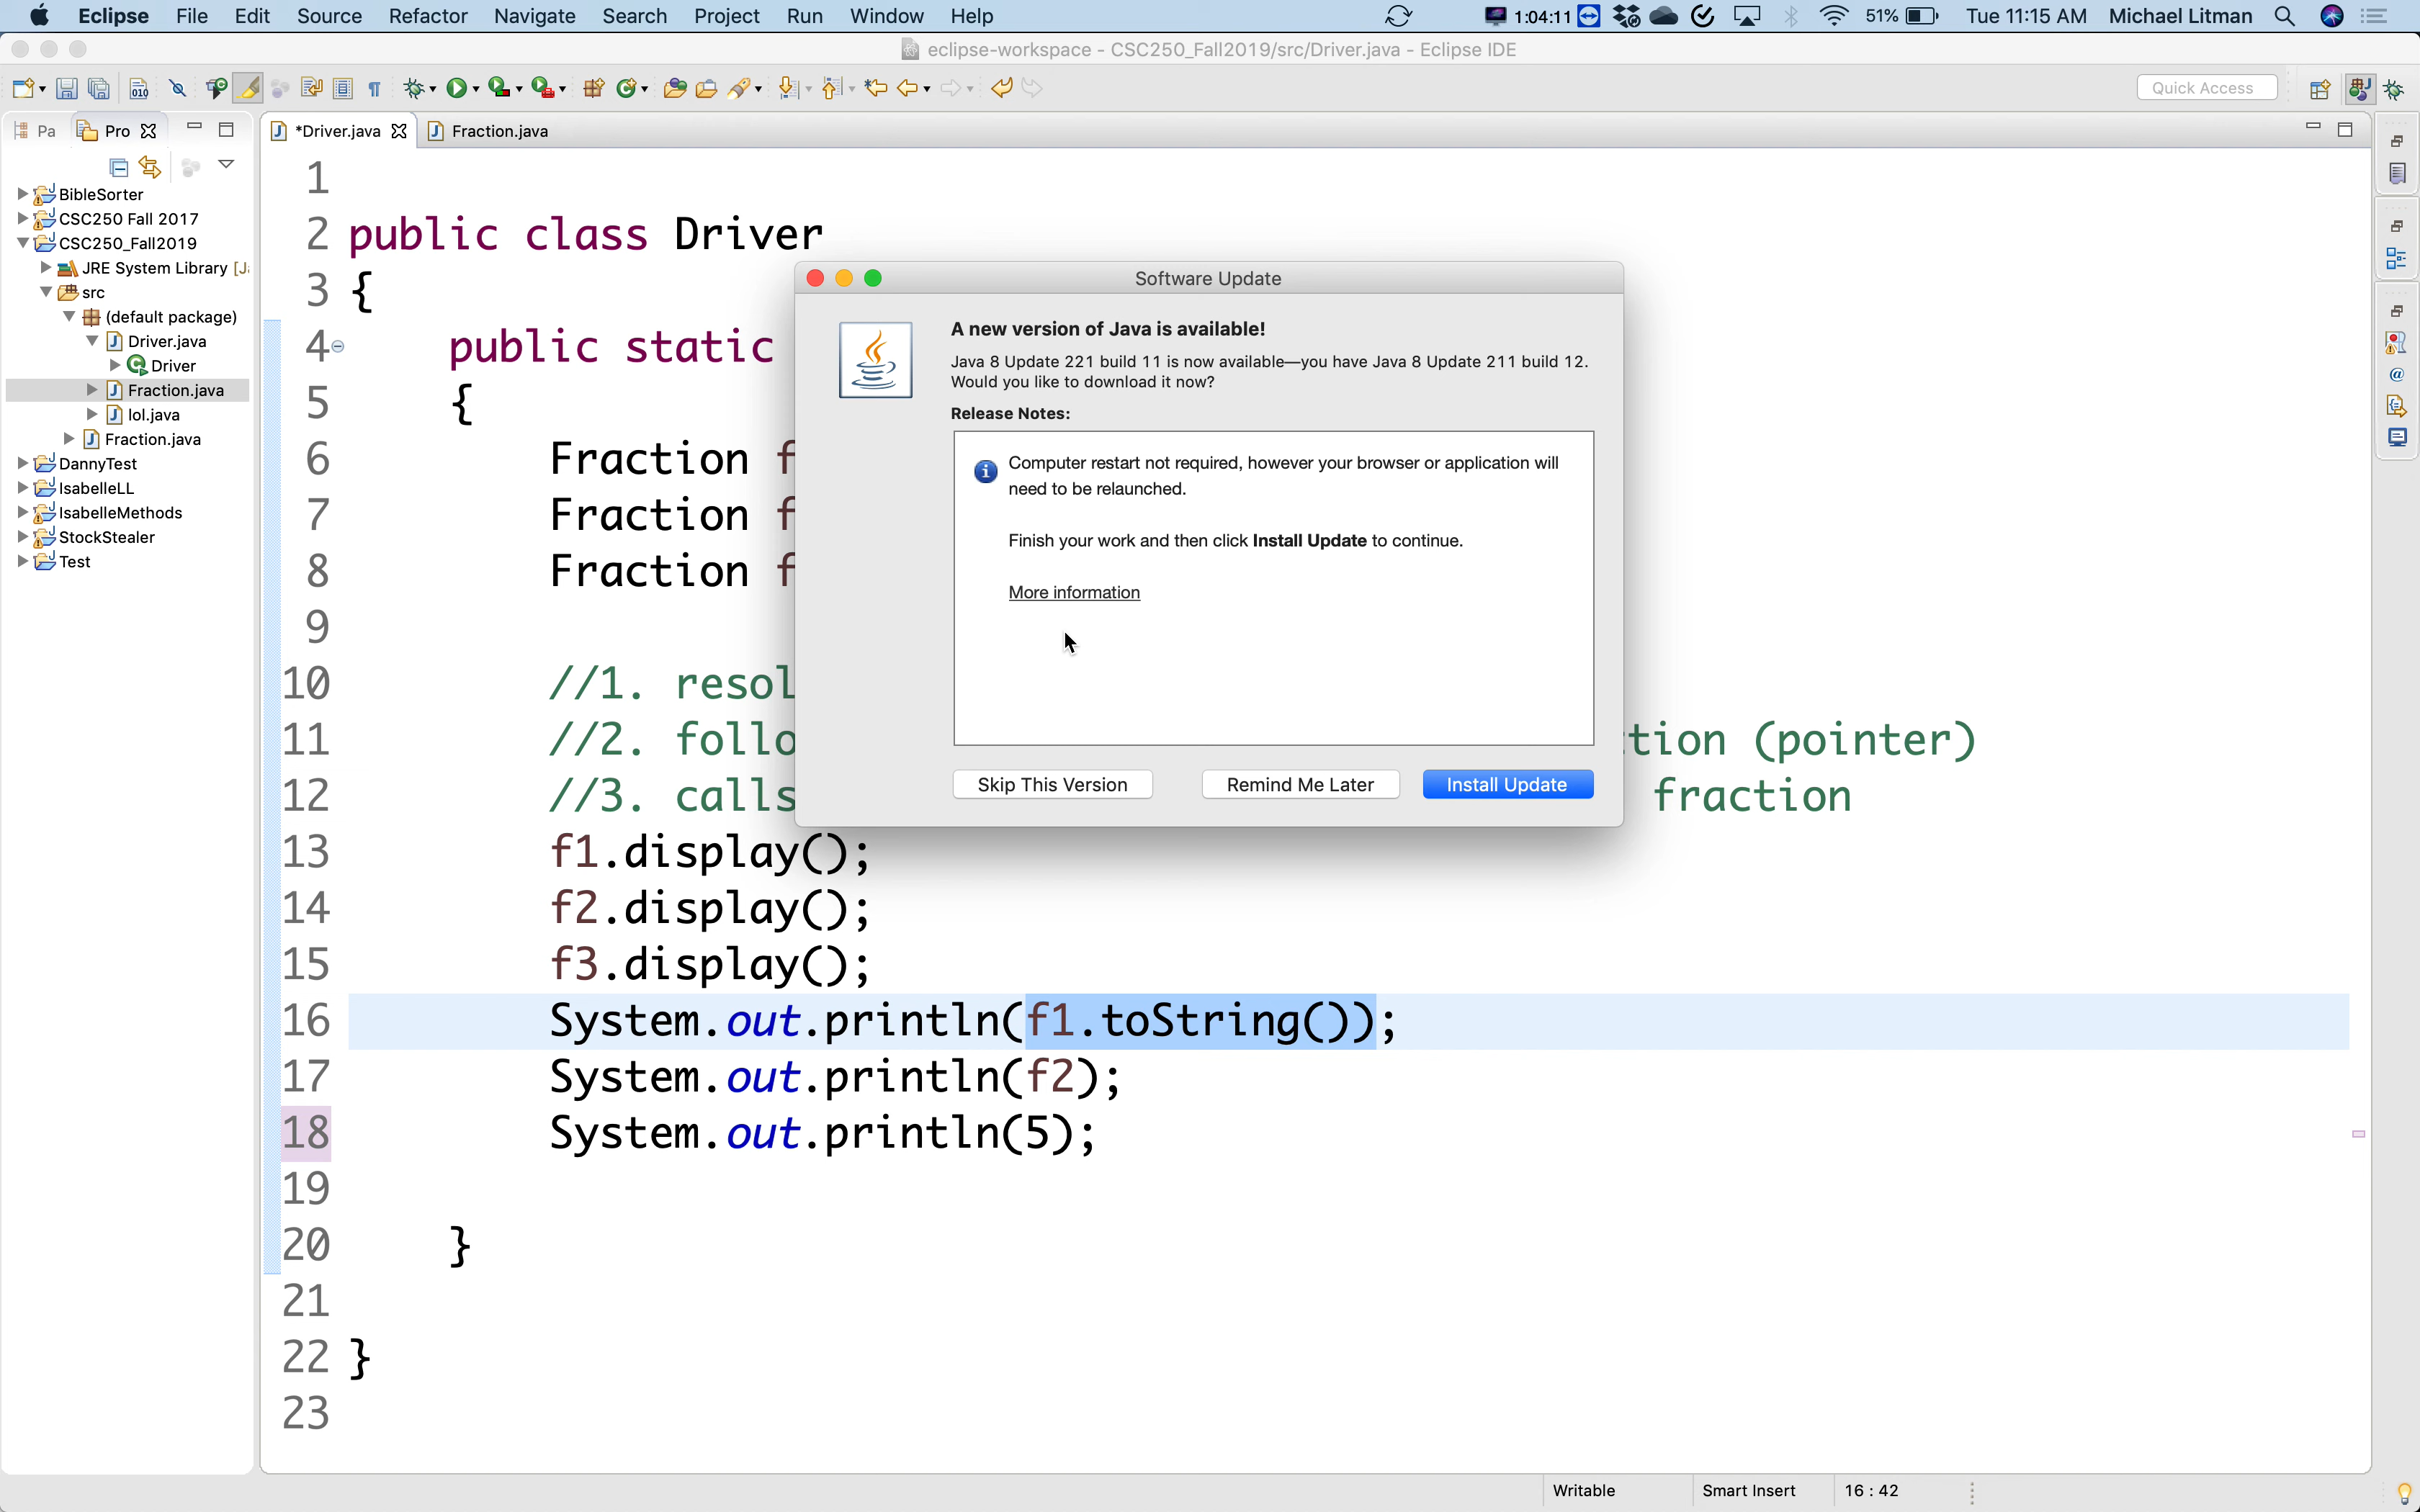 Eclipse File Edit Source Refactor Navigate Search Project Run Window Help 1:04:11 51% Tue 11:15 AM Michael Litman
eclipse-workspace - CSC250_Fall2019/src/Driver.java - Eclipse IDE
Quick Access
Pa Pro
*Driver.java Fraction.java
BibleSorter
CSC250 Fall 2017
CSC250_Fall2019
JRE System Library
src
(default package)
Driver.java
Driver
Fraction.java
lol.java
Fraction.java
DannyTest
IsabelleLL
IsabelleMethods
StockStealer
Test
1
2 public class Driver
3 {
4 public static
5 {
6 Fraction f
7 Fraction f
8 Fraction f
9
10 //1. resol
11 //2. follo tion (pointer)
12 //3. calls fraction
13 f1.display();
14 f2.display();
15 f3.display();
16 System.out.println(f1.toString());
17 System.out.println(f2);
18 System.out.println(5);
19
20 }
21
22 }
23
Software Update
A new version of Java is available!
Java 8 Update 221 build 11 is now available—you have Java 8 Update 211 build 12.
Would you like to download it now?
Release Notes:
Computer restart not required, however your browser or application will
need to be relaunched.
Finish your work and then click Install Update to continue.
More information
Skip This Version Remind Me Later Install Update
Writable Smart Insert 16 : 42